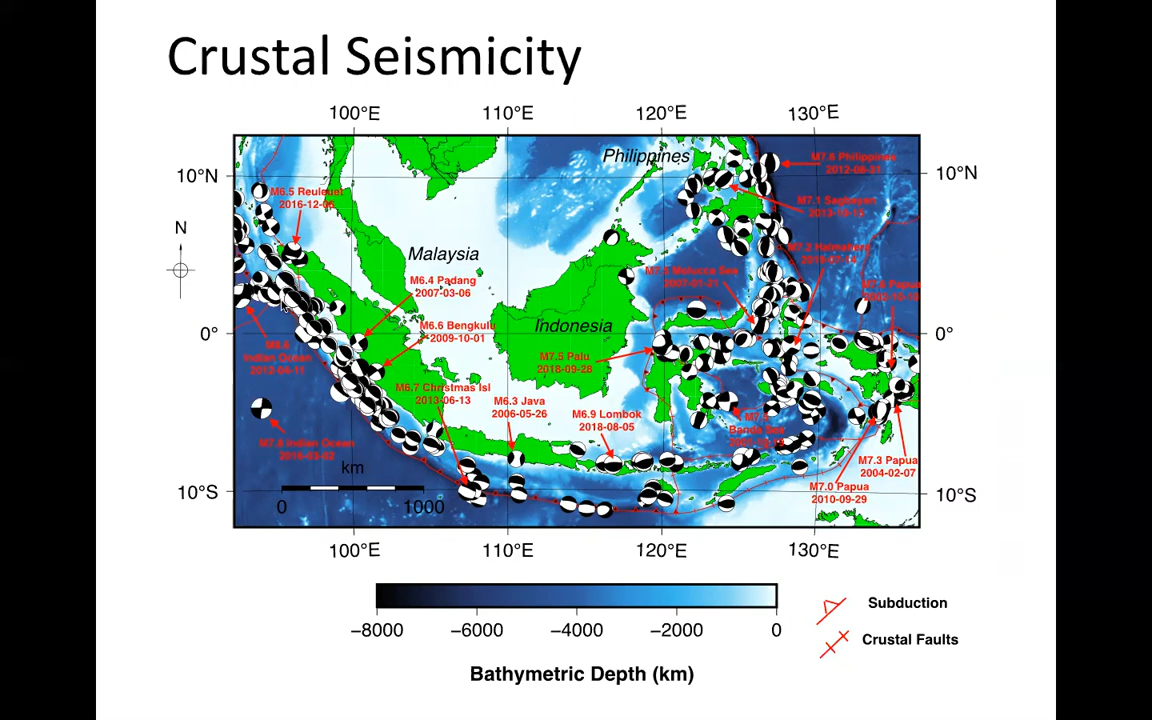 Crustal Seismicity
100°E 110°E 120°E 130°E
10°N
10°N
Philippines
M7.6 Philippines
2012-08-31
M6.5 Reuleuet
2016-12-06
M7.1 Sagbayan
2013-10-15
N
Malaysia
M7.2 Halmahera
2019-07-14
M7.5 Molucca Sea
2007-01-21
M6.4 Padang
2007-03-06
Papua
0°
0°
M6.6 Bengkulu
2009-10-01
Indonesia
M8.6
Indian Ocean
2012-04-11
M7.5 Palu
2018-09-28
M6.7 Christmas Isl
2013-06-13
M6.3 Java
2006-05-26
M6.9 Lombok
2018-08-05
Banda Sea
M7.8 Indian Ocean
2016-03-02
M7.3 Papua
2004-02-07
M7.0 Papua
2010-09-29
km
0 1000
10°S
10°S
100°E 110°E 120°E 130°E
−8000 −6000 −4000 −2000 0
Bathymetric Depth (km)
Subduction
Crustal Faults